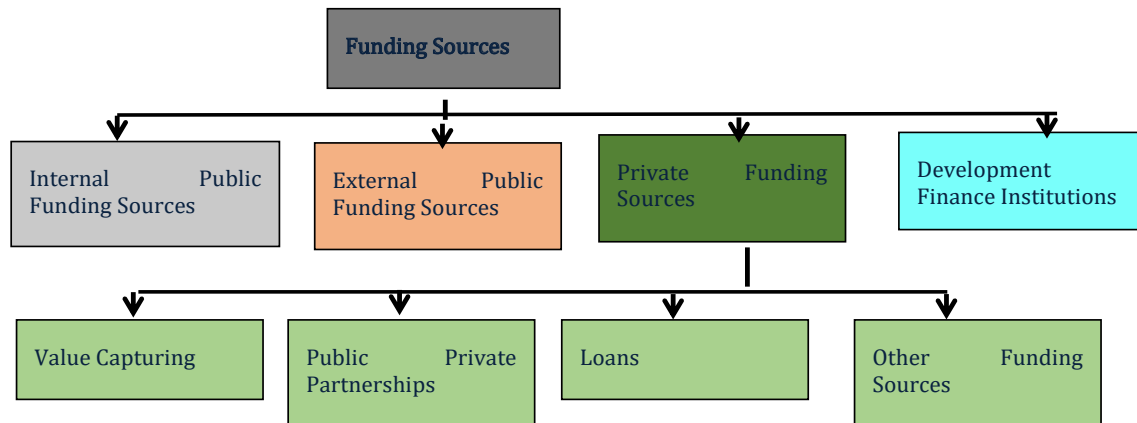 Funding Sources
Internal Public
Funding Sources
External Public
Funding Sources
Private Funding
Sources
Development
Finance Institutions
Value Capturing
Public Private
Partnerships
Loans
Other Funding
Sources